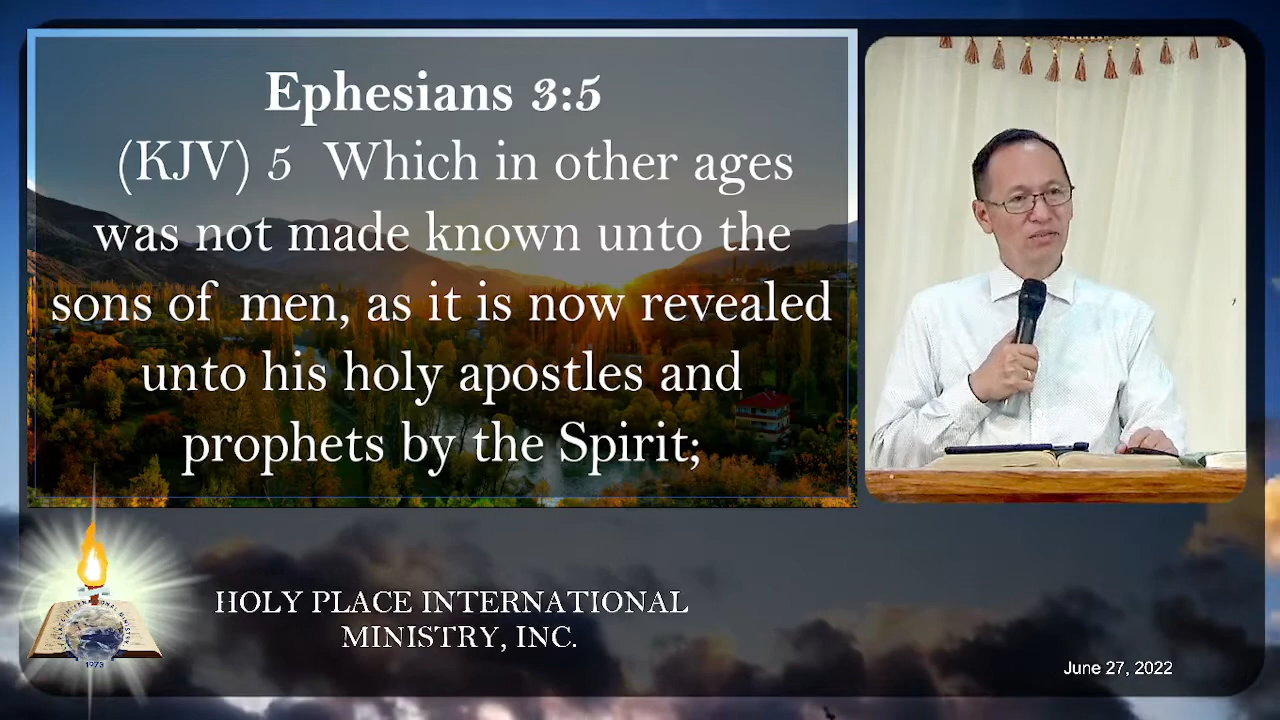 Ephesians 3:5
(KJV) 5 Which in other ages
was not made known unto the
sons of men, as it is now revealed
unto his holy apostles and
prophets by the Spirit;
HOLY PLACE INTERNATIONAL
MINISTRY, INC.
1973
June 27, 2022